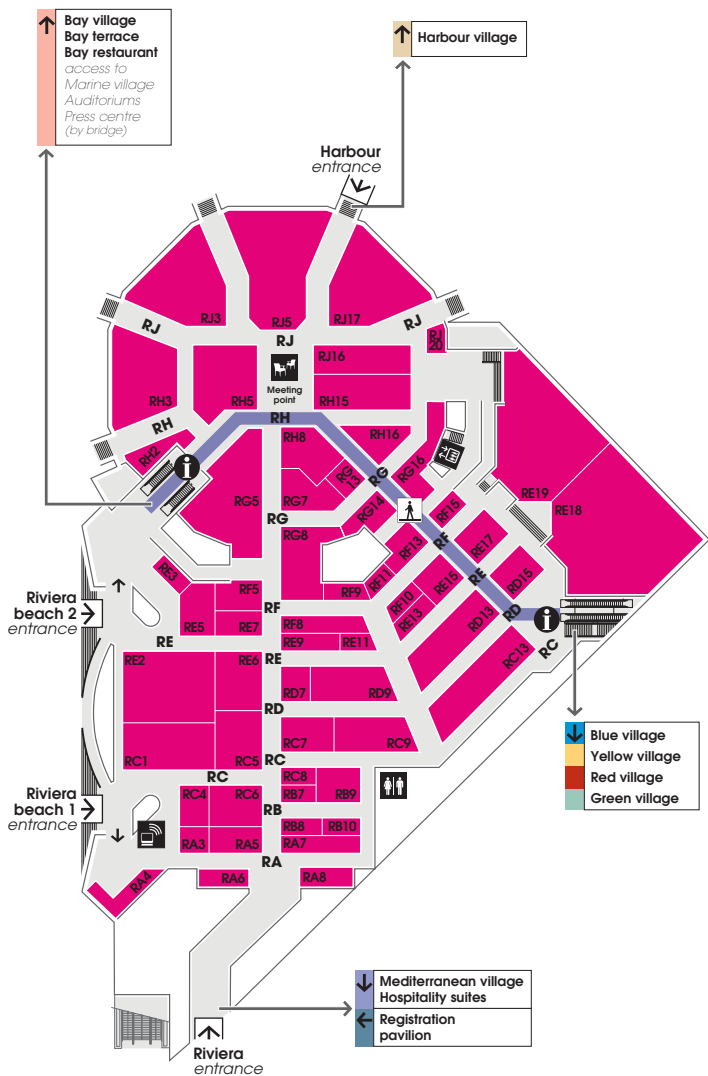 Bay village
Bay terrace
Bay restaurant
access to
Marine village
Auditoriums
Press centre
(by bridge)
Harbour village
Harbour
entrance
RJ3
RJ5
RJ17
RJ
RJ
RJ
RJ
20
RJ16
Meeting
point
RH3
RH5
RH15
RH
RH
RH2
RH8
RH16
RG
13
RG
RG16
RG5
RG7
RG14
RG
RG8
RF15
RF13
RF
RE17
RE19
RE18
RE3
RF5
RF9
RF11
RF10
RE15
RE
RD15
RE13
RD13
RD
i
i
Riviera
beach 2
entrance
RE5
RE7
RF
RF8
RE
RE9
RE11
RE2
RE6
RE
RD7
RD9
RC13
RC
RD
RC1
RC5
RC7
RC9
RC
RC
Blue village
Yellow village
Red village
Green village
Riviera
beach 1
entrance
RC4
RC6
RC8
RB7
RB9
RB
RB8
RB10
RA3
RA5
RA7
RA
RA4
RA6
RA8
Mediterranean village
Hospitality suites
Registration
pavilion
Riviera
entrance